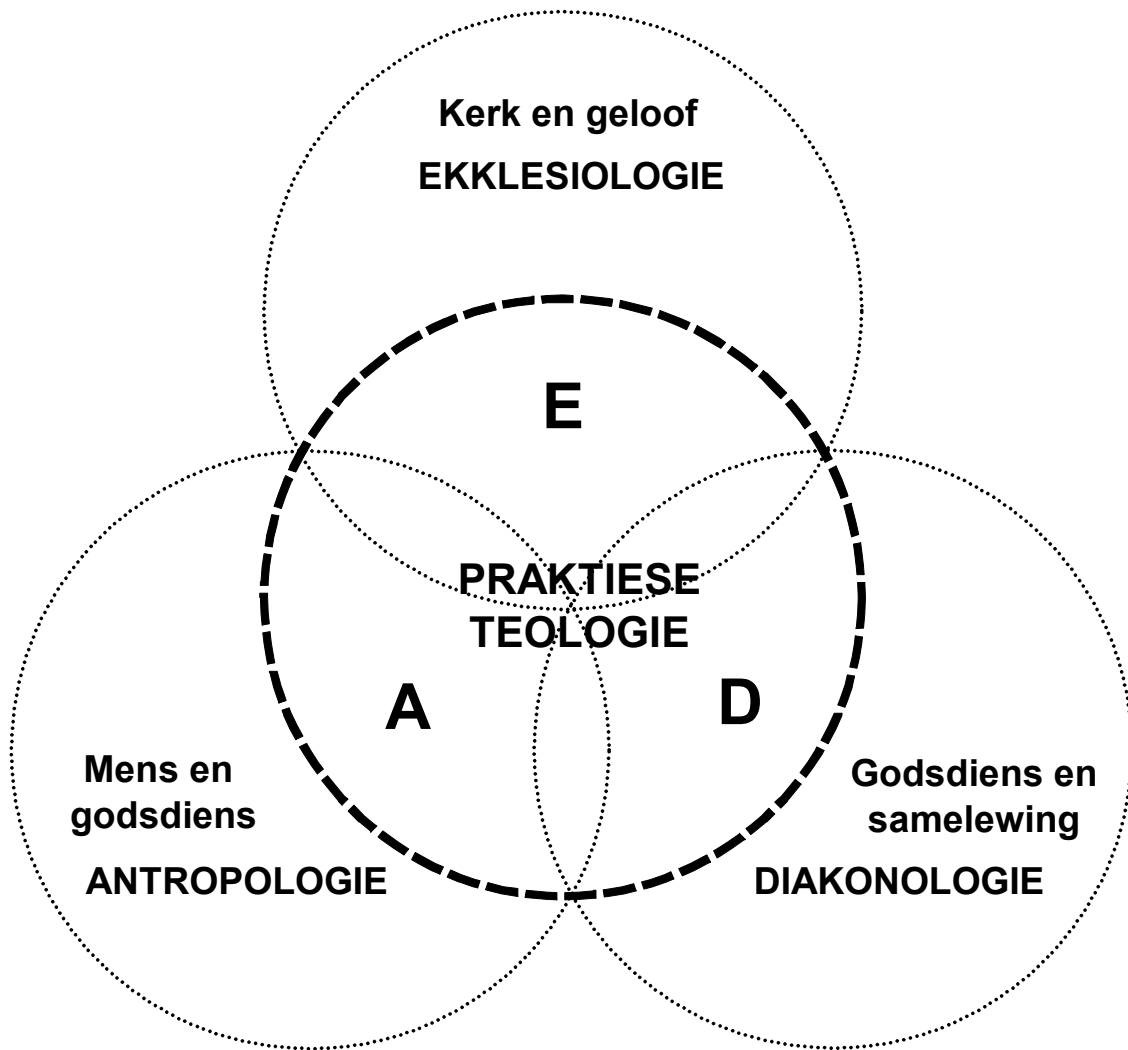 Kerk en geloof
EKKLESIOLOGIE
E
PRAKTIESE
TEOLOGIE
A
D
Mens en
godsdiens
ANTROPOLOGIE
Godsdiens en
samelewing
DIAKONOLOGIE